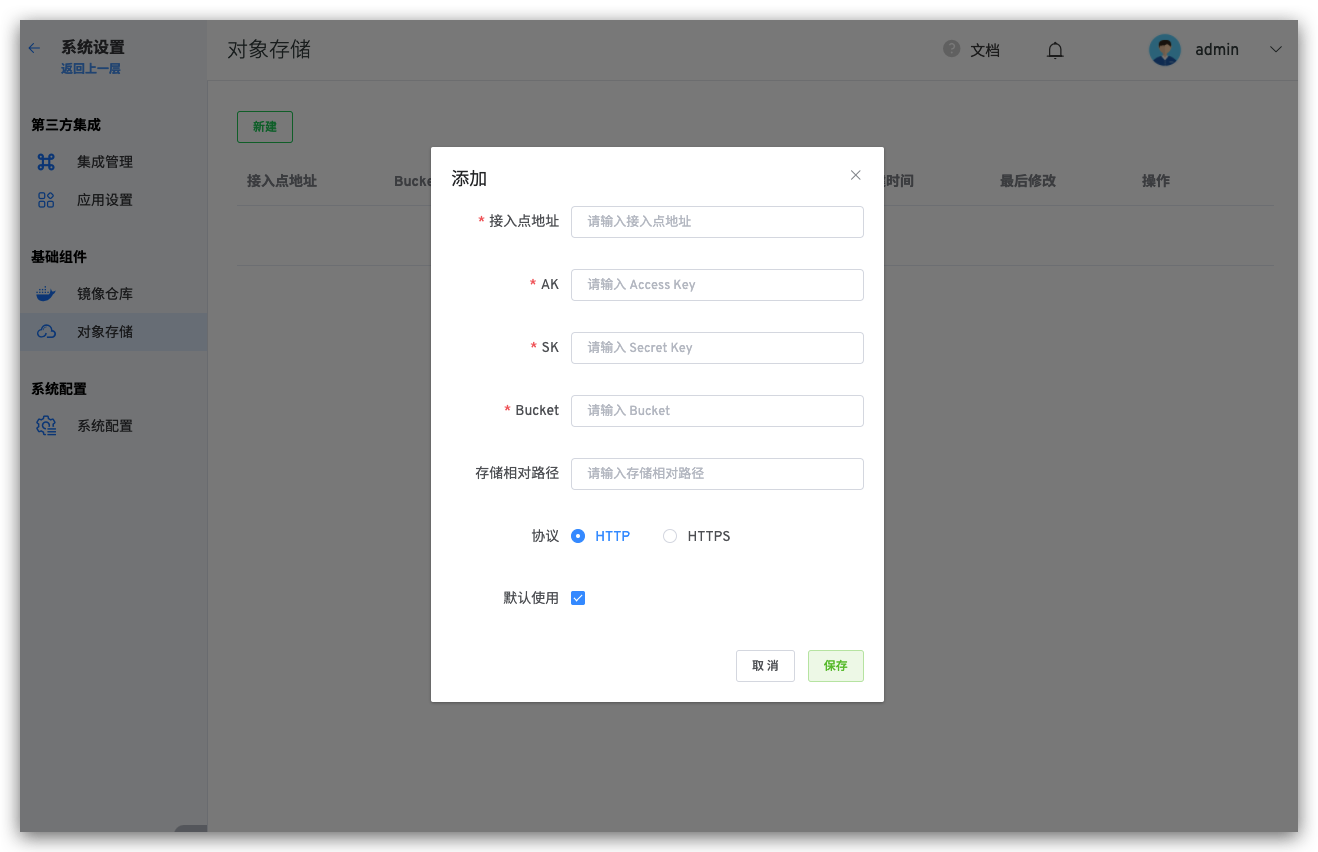 系统设置
返回上一层
对象存储
文档
admin
第三方集成
集成管理
应用设置
基础组件
镜像仓库
对象存储
系统配置
系统配置
新建
接入点地址
时间
最后修改
操作
添加
* 接入点地址
请输入接入点地址
* AK
请输入 Access Key
* SK
请输入 Secret Key
* Bucket
请输入 Bucket
存储相对路径
请输入存储相对路径
协议
HTTP
HTTPS
默认使用
取消
保存